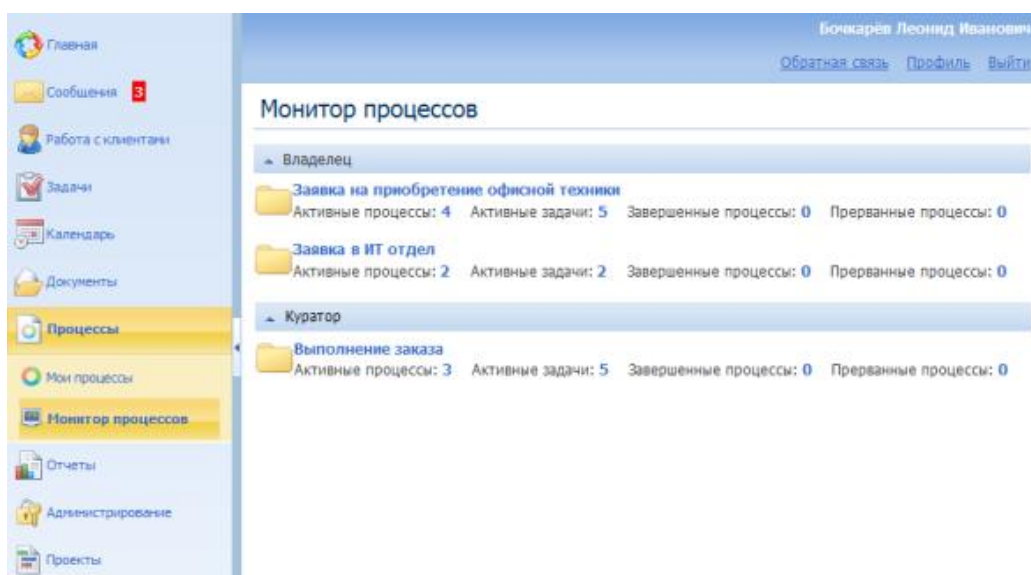 Бочкарёв Леонид Иванович
Обратная связь Профиль Выйти
Главная
Сообщения 3
Работа с клиентами
Задачи
Календарь
Документы
Процессы
Мои процессы
Монитор процессов
Отчеты
Администрирование
Проекты
Монитор процессов
Владелец
Заявка на приобретение офисной техники
Активные процессы: 4 Активные задачи: 5 Завершенные процессы: 0 Прерванные процессы: 0
Заявка в ИТ отдел
Активные процессы: 2 Активные задачи: 2 Завершенные процессы: 0 Прерванные процессы: 0
Куратор
Выполнение заказа
Активные процессы: 3 Активные задачи: 5 Завершенные процессы: 0 Прерванные процессы: 0